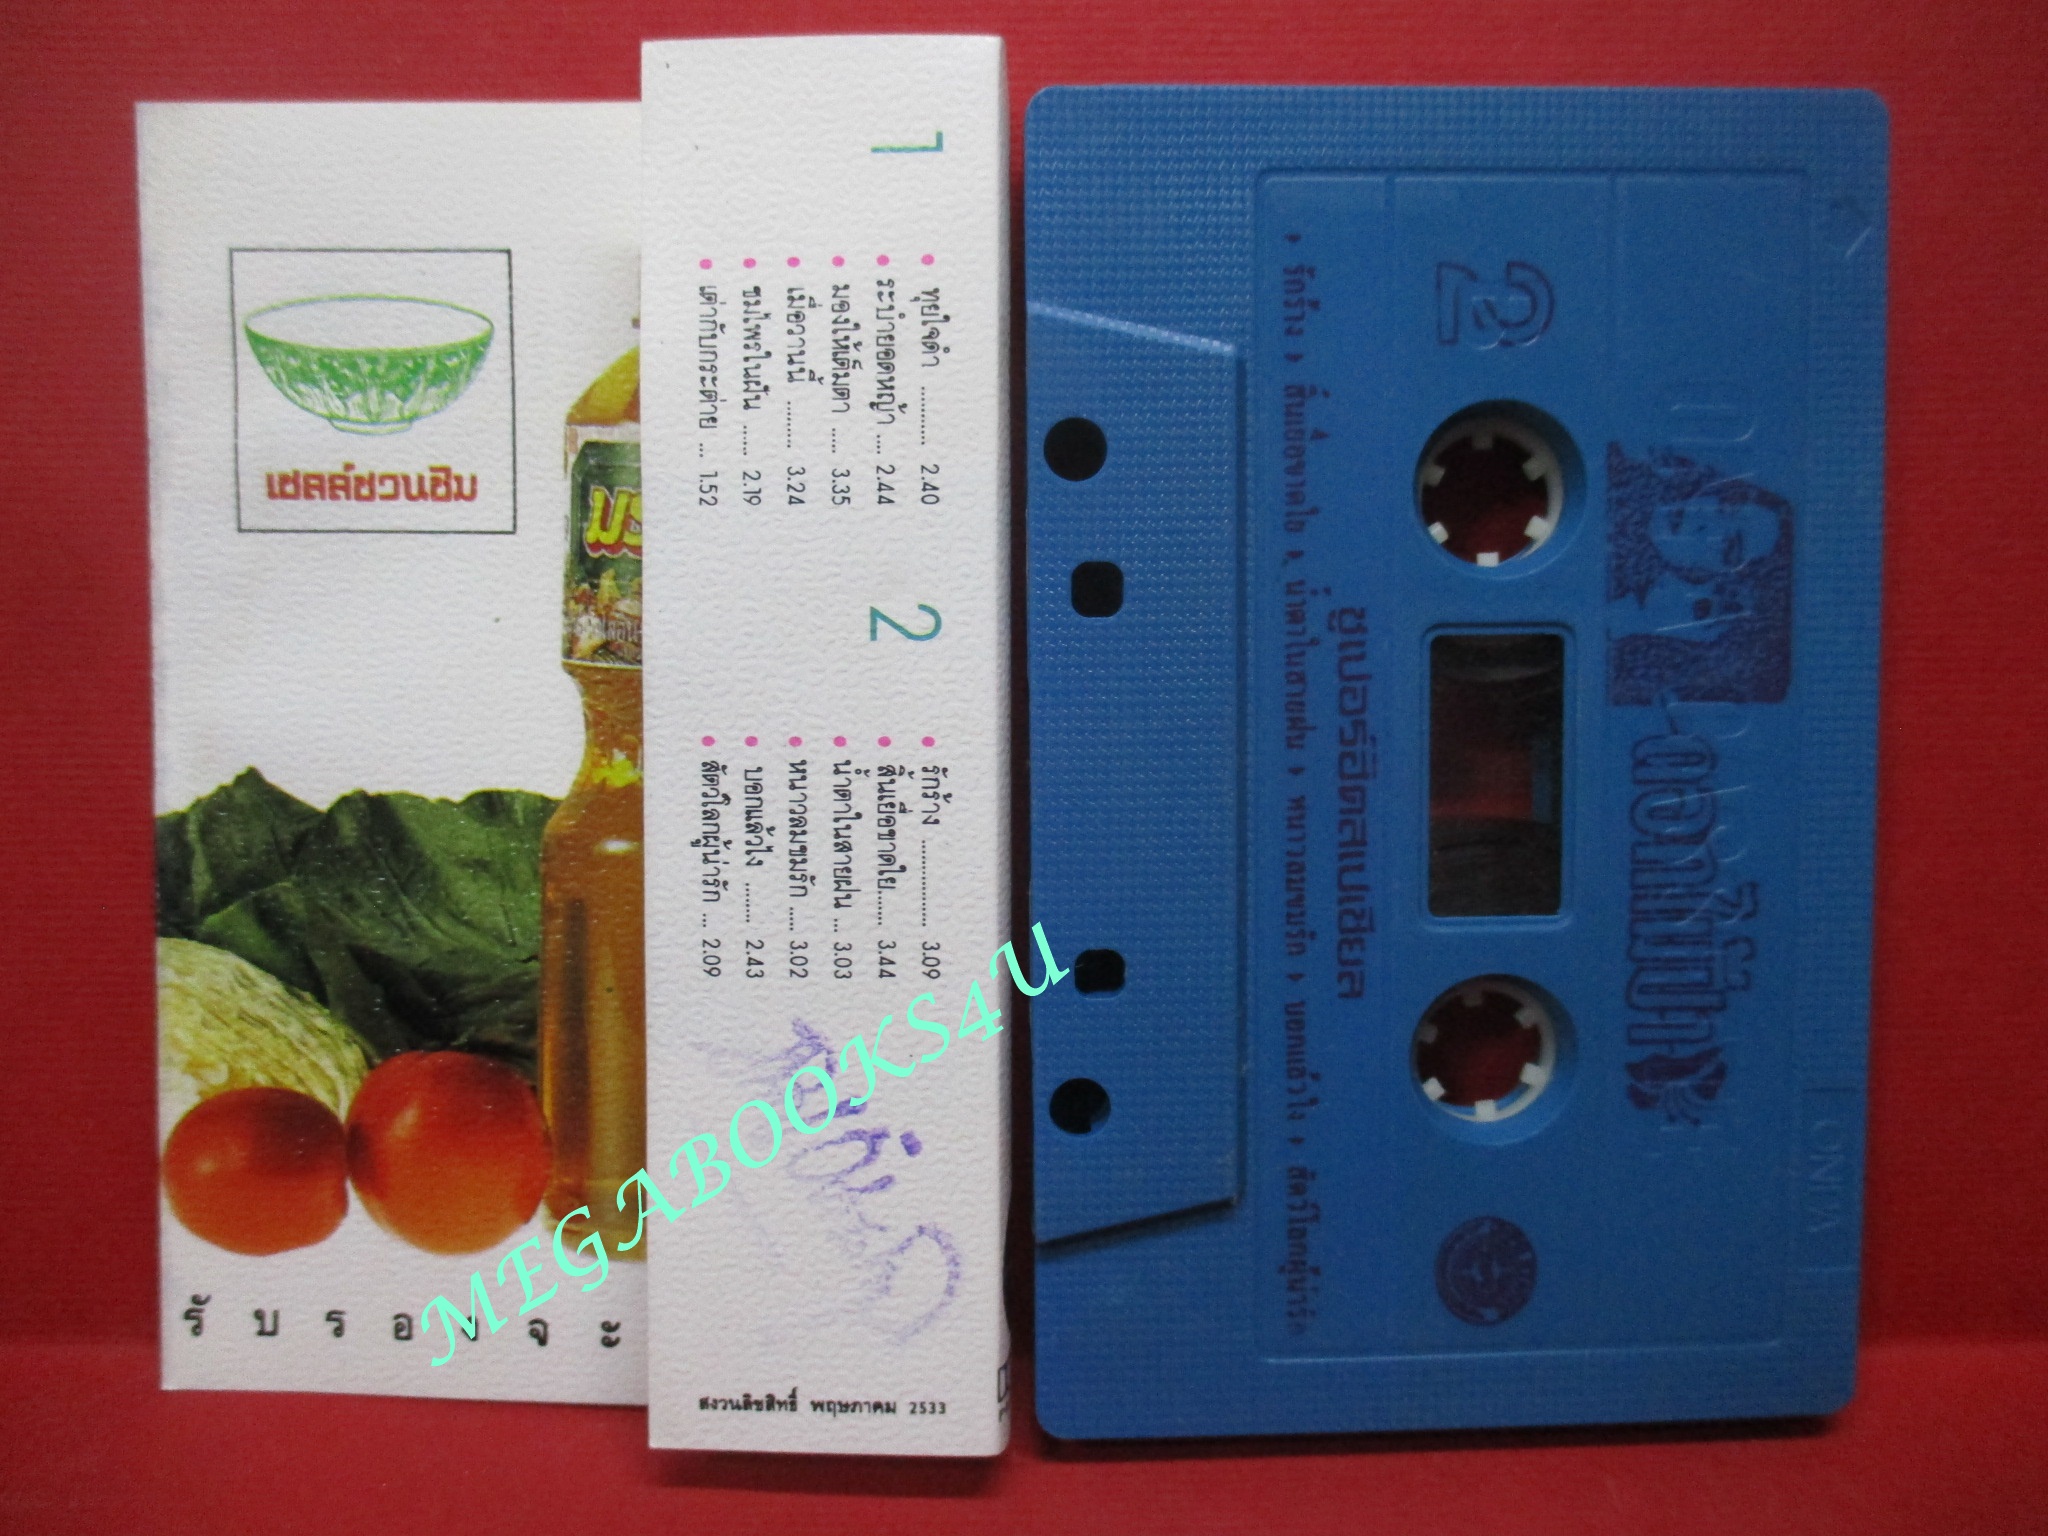 เชลล์ชวนชิม
รับรอ
จะ
1
ทุยใจดำ .......... 2.40
ระบำยอดหญ้า ... 2.44
มองให้เต็มตา ..... 3.35
เมื่อวานนี้ .......... 3.24
ชมไพรในฝัน ...... 2.19
เต่ากับกระต่าย ... 1.52
2
รักร้าง ................ 3.09
สิ้นเยื่อขาดใย....... 3.44
น้ำตาในสายฝน ... 3.03
หนาวลมชมรัก ..... 3.02
บอกแล้วไง ........ 2.43
สัตว์โลกผู้น่ารัก ... 2.09
สงวนลิขสิทธิ์ พฤษภาคม 2533
MEGABOOKS4U
2
ดอกไม้ป่า
ซูเปอร์ฮีตสเปเชียล
รักร้าง • สิ้นเยื่อขาดใย • น้ำตาในสายฝน • หนาวลมชมรัก • บอกแล้วไง • สัตว์โลกผู้น่ารัก
ONPA